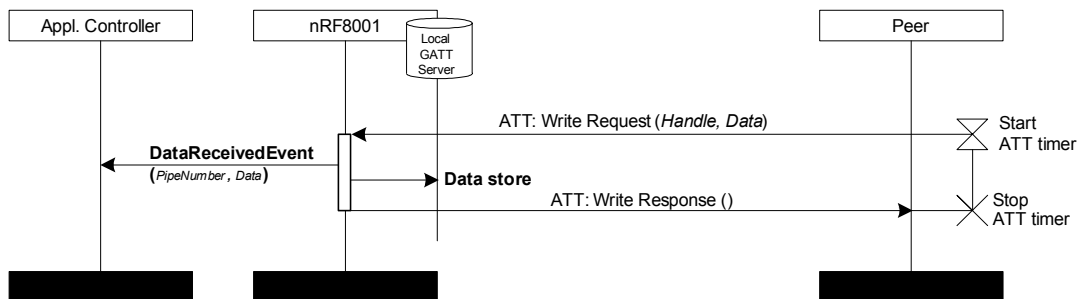 Appl. Controller
nRF8001
Local
GATT
Server
Peer
ATT: Write Request (Handle, Data)
Start
ATT timer
DataReceivedEvent
(PipeNumber, Data)
Data store
ATT: Write Response ()
Stop
ATT timer